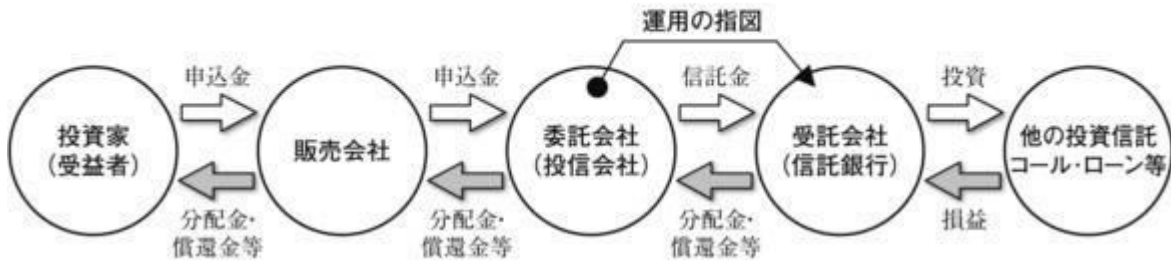 運用の指図
申込金
申込金
信託金
投資
投資家
(受益者)
販売会社
委託会社
(投信会社)
受託会社
(信託銀行)
他の投資信託
コール・ローン等
分配金・
償還金等
分配金・
償還金等
分配金・
償還金等
損益